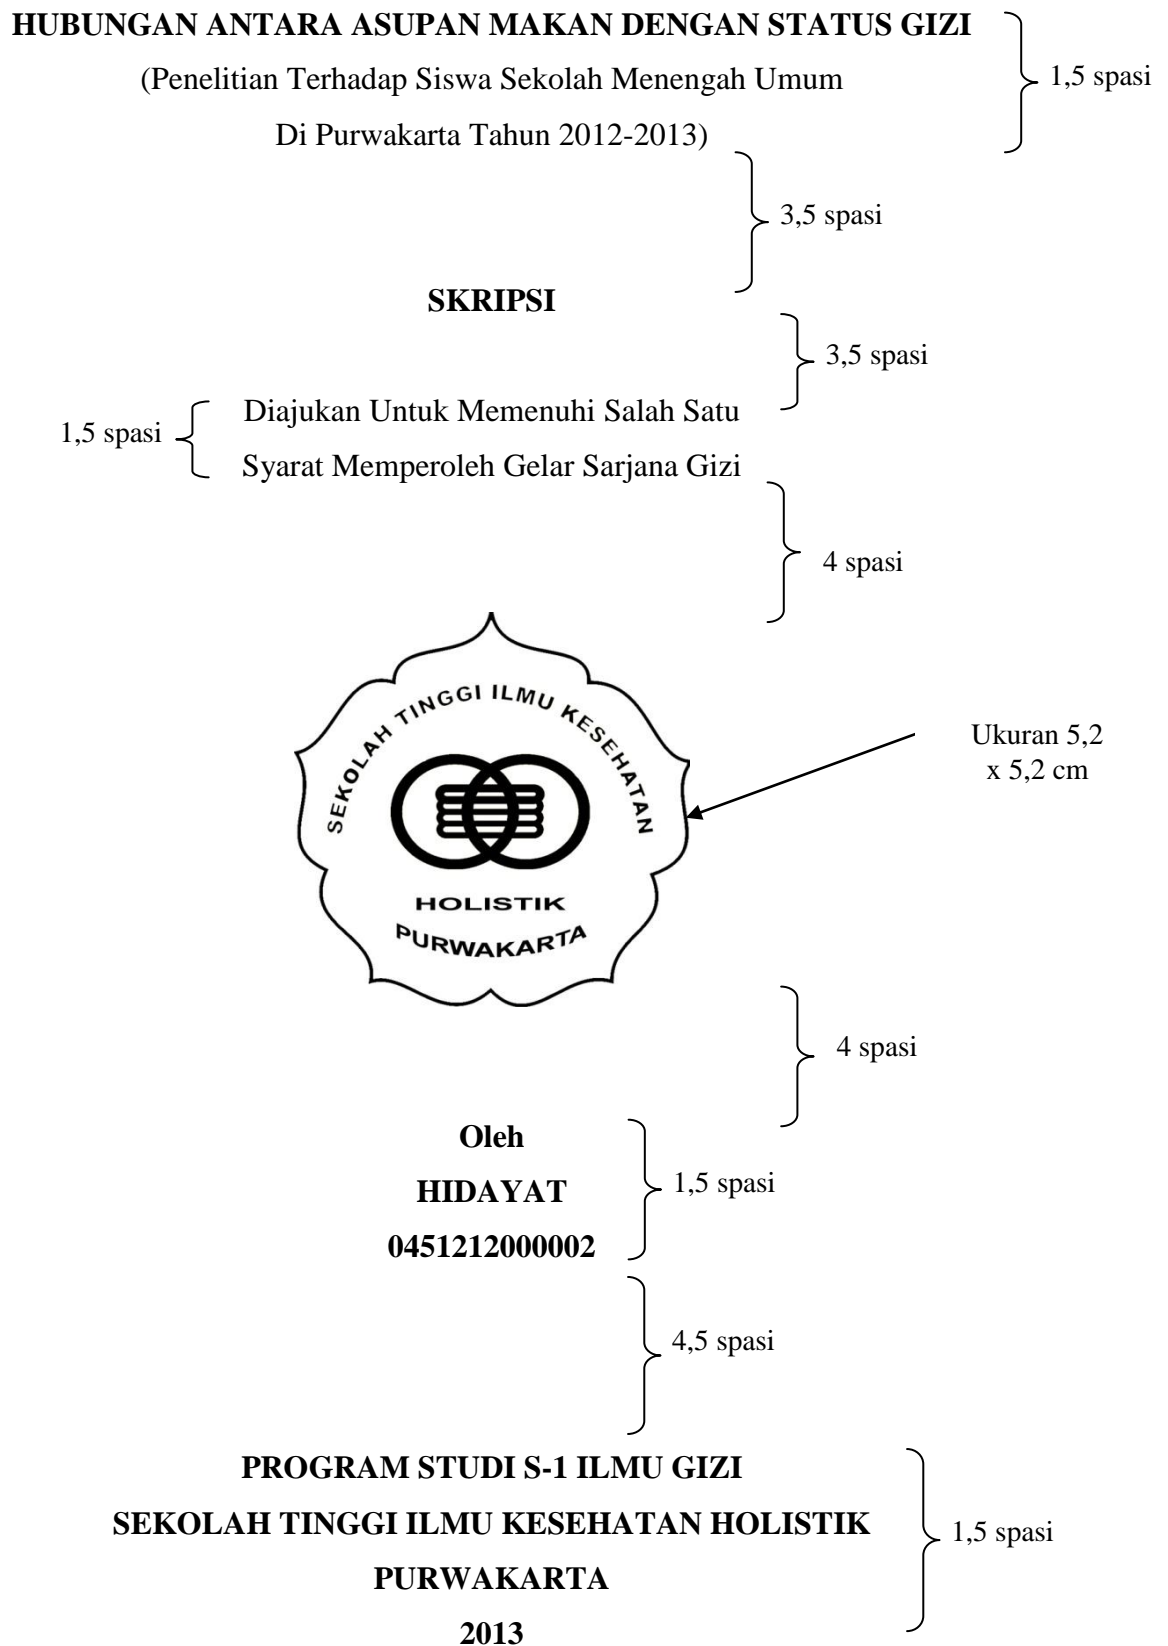 HUBUNGAN ANTARA ASUPAN MAKAN DENGAN STATUS GIZI
(Penelitian Terhadap Siswa Sekolah Menengah Umum
1,5 spasi
Di Purwakarta Tahun 2012-2013)
3,5 spasi
SKRIPSI
3,5 spasi
Diajukan Untuk Memenuhi Salah Satu
1,5 spasi
Syarat Memperoleh Gelar Sarjana Gizi
4 spasi
SEKOLAH TINGGI ILMU KESEHATAN
HOLISTIK
PURWAKARTA
Ukuran 5,2
x 5,2 cm
4 spasi
Oleh
HIDAYAT
1,5 spasi
0451212000002
4,5 spasi
PROGRAM STUDI S-1 ILMU GIZI
SEKOLAH TINGGI ILMU KESEHATAN HOLISTIK
1,5 spasi
PURWAKARTA
2013